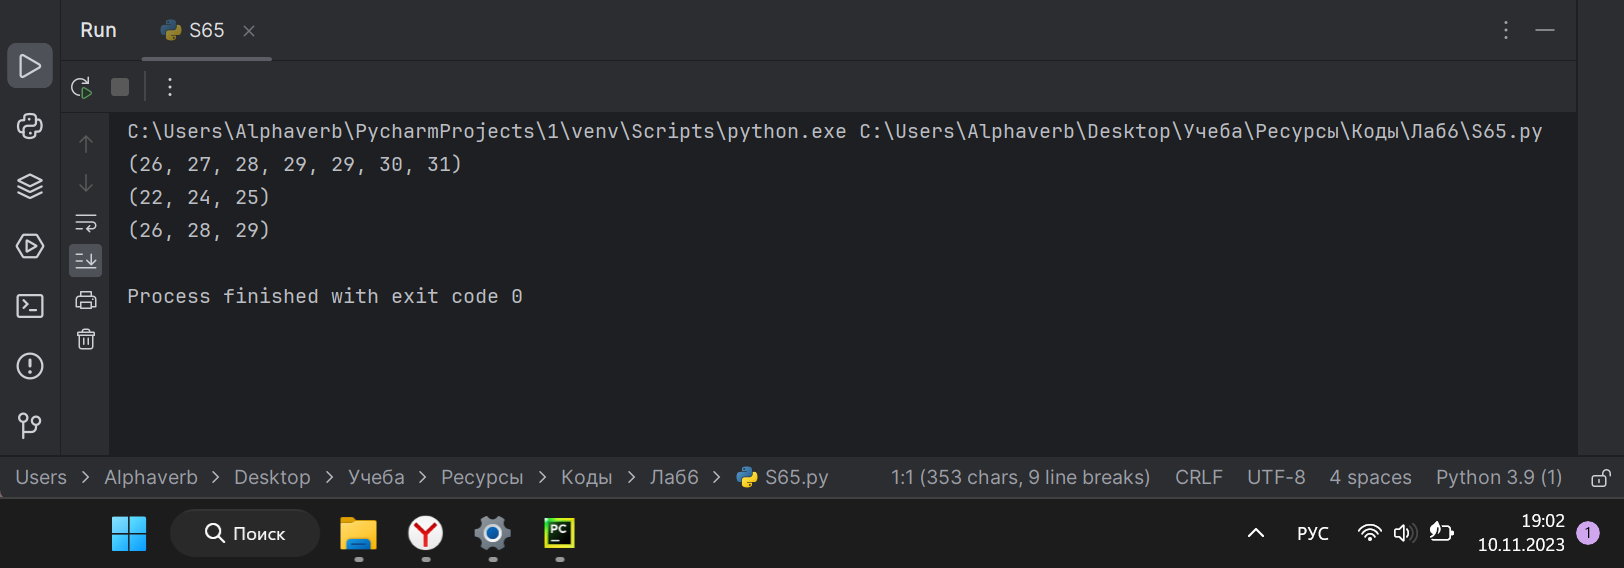 Run S65
C:\Users\Alphaverb\PycharmProjects\1\venv\Scripts\python.exe C:\Users\Alphaverb\Desktop\Учеба\Ресурсы\Коды\Лаб6\S65.py
(26, 27, 28, 29, 29, 30, 31)
(22, 24, 25)
(26, 28, 29)
Process finished with exit code 0
Users > Alphaverb > Desktop > Учеба > Ресурсы > Коды > Лаб6 > S65.py 1:1 (353 chars, 9 line breaks) CRLF UTF-8 4 spaces Python 3.9 (1)
Поиск PC РУС 19:02
10.11.2023 1